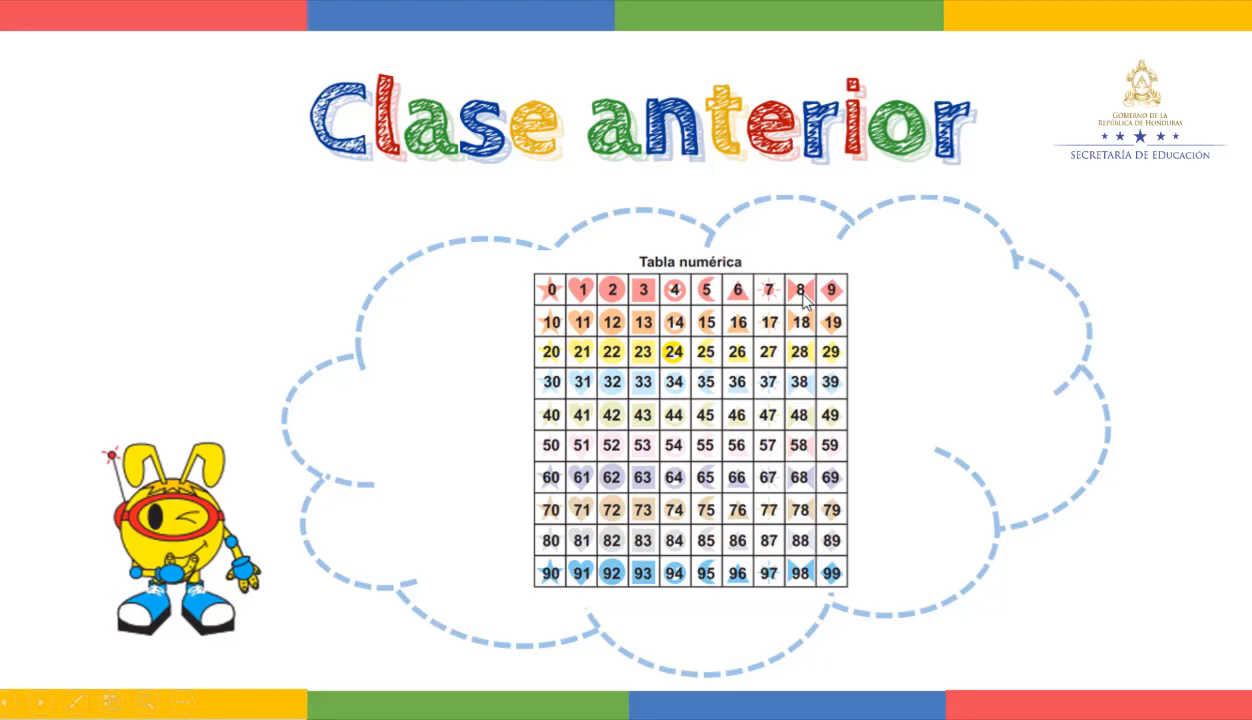 Clase anterior
GOBIERNO DE LA
REPÚBLICA DE HONDURAS
SECRETARÍA DE EDUCACIÓN
Tabla numérica
0 1 2 3 4 5 6 7 8 9
10 11 12 13 14 15 16 17 18 19
20 21 22 23 24 25 26 27 28 29
30 31 32 33 34 35 36 37 38 39
40 41 42 43 44 45 46 47 48 49
50 51 52 53 54 55 56 57 58 59
60 61 62 63 64 65 66 67 68 69
70 71 72 73 74 75 76 77 78 79
80 81 82 83 84 85 86 87 88 89
90 91 92 93 94 95 96 97 98 99